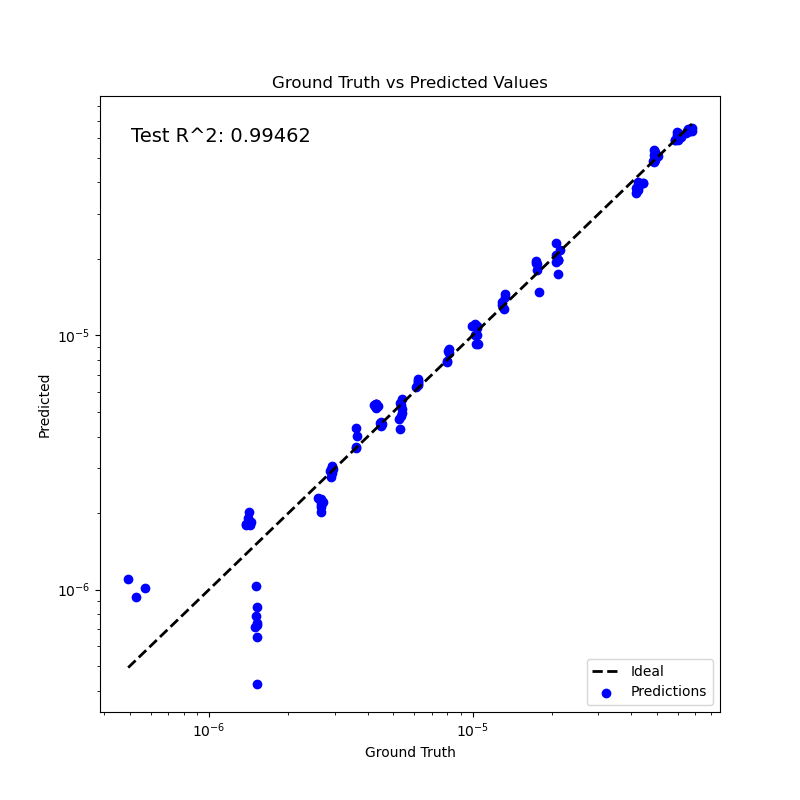 Ground Truth vs Predicted Values
Test R^2: 0.99462
Predicted
10^{-5}
10^{-6}
Ideal
Predictions
10^{-6} 10^{-5}
Ground Truth